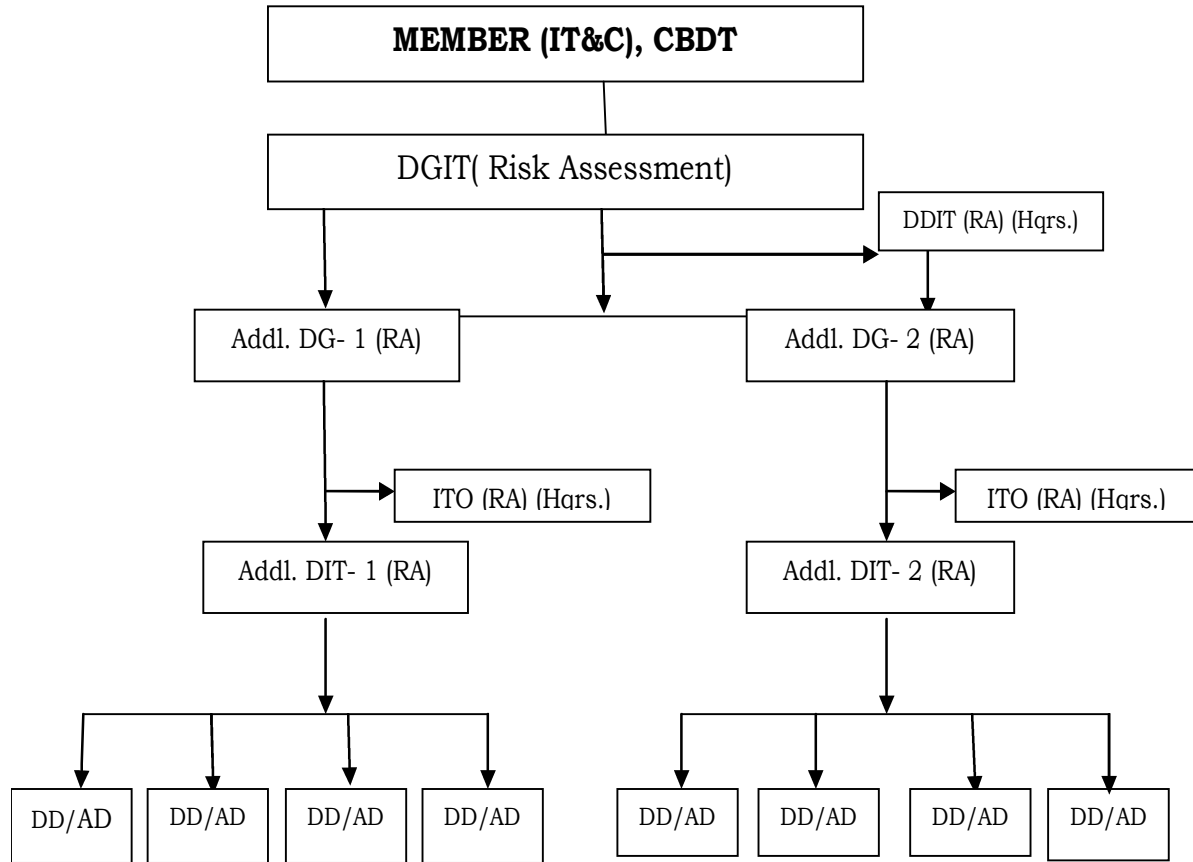 MEMBER (IT&C), CBDT
DGIT( Risk Assessment)
DDIT (RA) (Hqrs.)
Addl. DG- 1 (RA)
Addl. DG- 2 (RA)
ITO (RA) (Hqrs.)
ITO (RA) (Hqrs.)
Addl. DIT- 1 (RA)
Addl. DIT- 2 (RA)
DD/AD
DD/AD
DD/AD
DD/AD
DD/AD
DD/AD
DD/AD
DD/AD